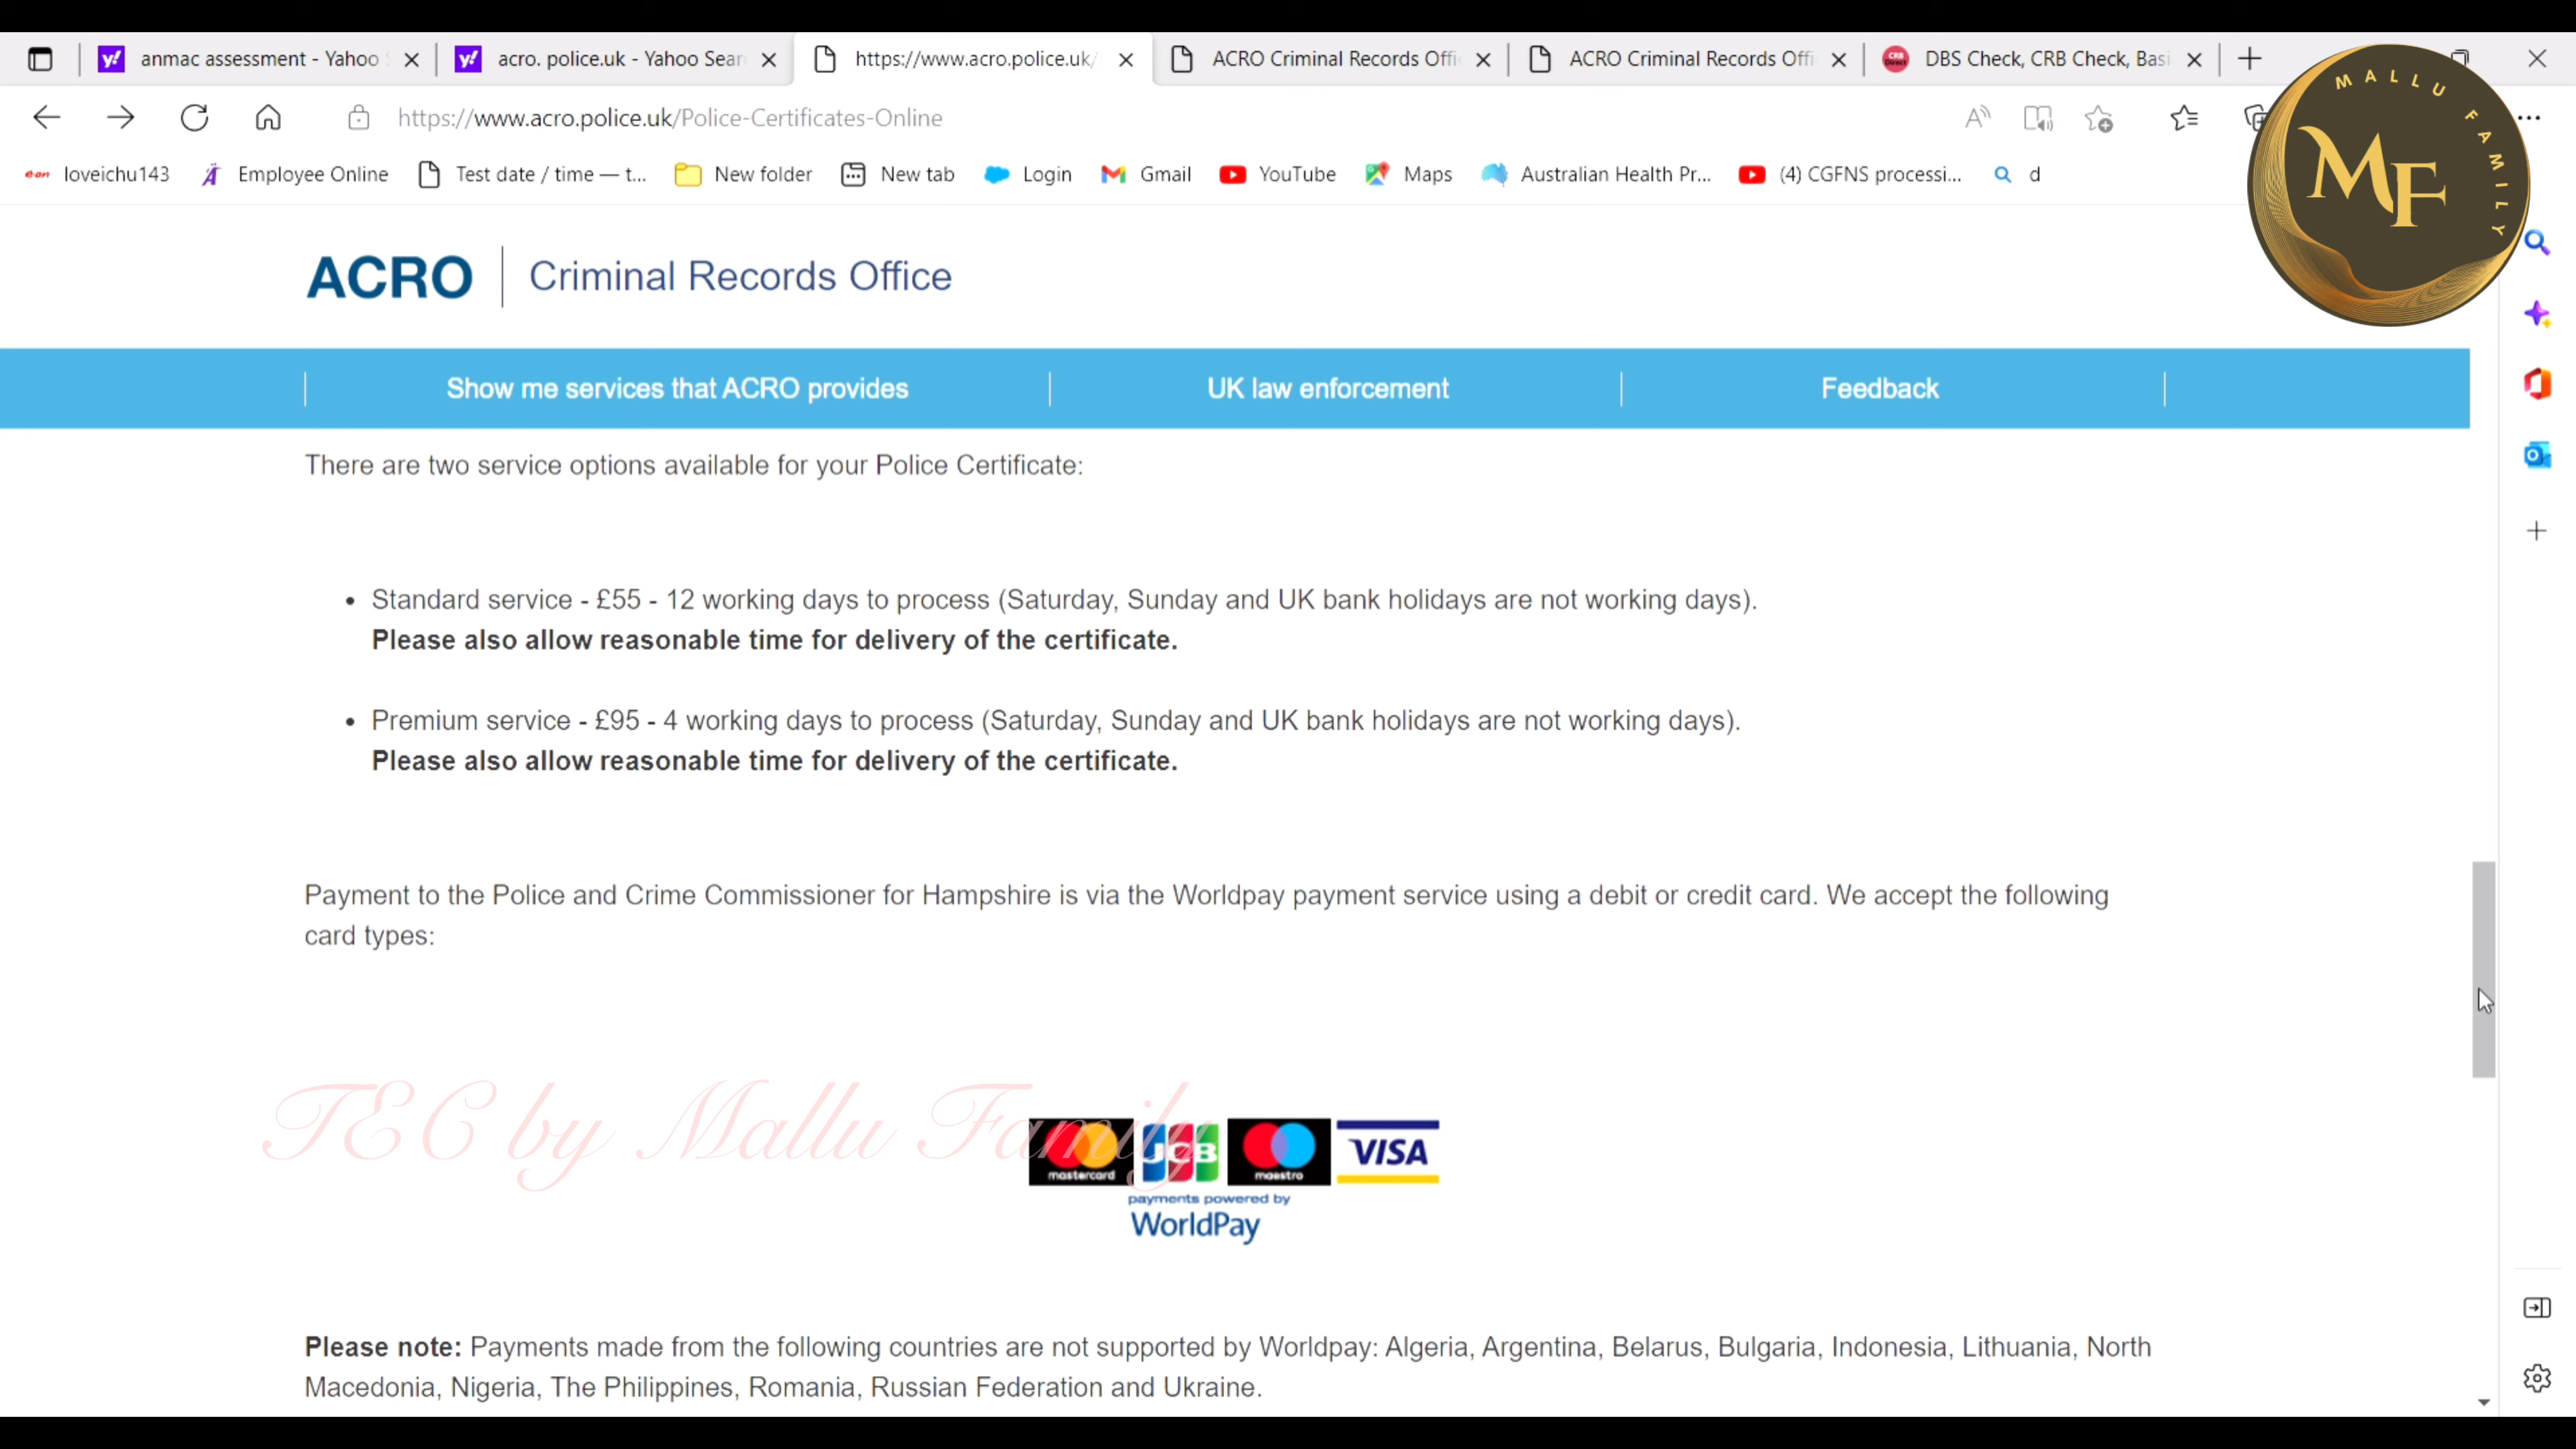 anmac assessment - Yahoo
acro. police.uk - Yahoo Sear
https://www.acro.police.uk/
ACRO Criminal Records Offi
ACRO Criminal Records Offi
DBS Check, CRB Check, Basi
https://www.acro.police.uk/Police-Certificates-Online
e-on loveichu143
Employee Online
Test date / time — t...
New folder
New tab
Login
Gmail
YouTube
Maps
Australian Health Pr...
(4) CGFNS processi...
d
MALLU FAMILY
MF
ACRO | Criminal Records Office
Show me services that ACRO provides
UK law enforcement
Feedback
There are two service options available for your Police Certificate:
• Standard service - £55 - 12 working days to process (Saturday, Sunday and UK bank holidays are not working days).
Please also allow reasonable time for delivery of the certificate.
• Premium service - £95 - 4 working days to process (Saturday, Sunday and UK bank holidays are not working days).
Please also allow reasonable time for delivery of the certificate.
Payment to the Police and Crime Commissioner for Hampshire is via the Worldpay payment service using a debit or credit card. We accept the following
card types:
TEC by Mallu Family
mastercard JCB maestro VISA
payments powered by
WorldPay
Please note: Payments made from the following countries are not supported by Worldpay: Algeria, Argentina, Belarus, Bulgaria, Indonesia, Lithuania, North
Macedonia, Nigeria, The Philippines, Romania, Russian Federation and Ukraine.